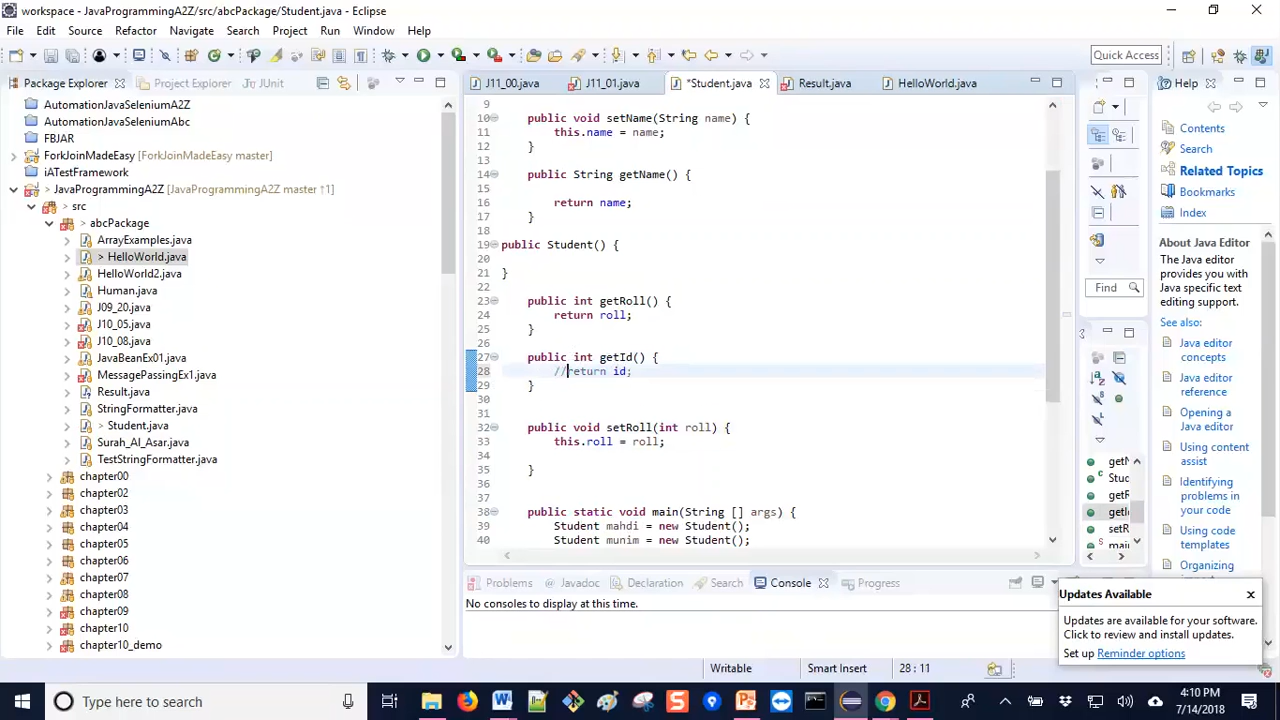 workspace - JavaProgrammingA2Z/src/abcPackage/Student.java - Eclipse
File Edit Source Refactor Navigate Search Project Run Window Help
Quick Access
Package Explorer Project Explorer JUnit
AutomationJavaSeleniumA2Z
AutomationJavaSeleniumAbc
FBJAR
ForkJoinMadeEasy [ForkJoinMadeEasy master]
iATestFramework
> JavaProgrammingA2Z [JavaProgrammingA2Z master ↑1]
> src
> abcPackage
ArrayExamples.java
> HelloWorld.java
HelloWorld2.java
Human.java
J09_20.java
J10_05.java
J10_08.java
JavaBeanEx01.java
MessagePassingEx1.java
Result.java
StringFormatter.java
> Student.java
Surah_Al_Asar.java
TestStringFormatter.java
chapter00
chapter02
chapter03
chapter04
chapter05
chapter06
chapter07
chapter08
chapter09
chapter10
chapter10_demo
J11_00.java J11_01.java *Student.java Result.java HelloWorld.java
9
10 public void setName(String name) {
11 this.name = name;
12 }
13
14 public String getName() {
15
16 return name;
17 }
18
19 public Student() {
20
21 }
22
23 public int getRoll() {
24 return roll;
25 }
26
27 public int getId() {
28 //return id;
29 }
30
31
32 public void setRoll(int roll) {
33 this.roll = roll;
34
35 }
36
37
38 public static void main(String [] args) {
39 Student mahdi = new Student();
40 Student munim = new Student();
Problems Javadoc Declaration Search Console Progress
No consoles to display at this time.
Find
getN
Stuc
getR
getI
setR
main
Help
Contents
Search
Related Topics
Bookmarks
Index
About Java Editor
The Java editor
provides you with
Java specific text
editing support.
See also:
Java editor
concepts
Java editor
reference
Opening a
Java editor
Using content
assist
Identifying
problems in
your code
Using code
templates
Organizing
Updates Available
Updates are available for your software.
Click to review and install updates.
Set up Reminder options
Writable Smart Insert 28 : 11
Type here to search
4:10 PM
7/14/2018